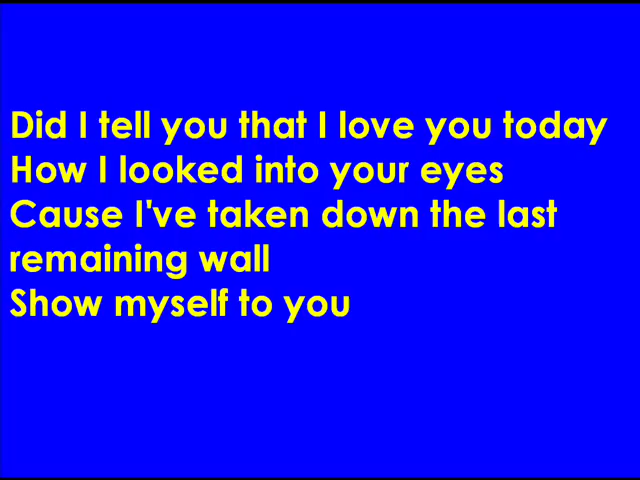 Did I tell you that I love you today
How I looked into your eyes
Cause I've taken down the last
remaining wall
Show myself to you